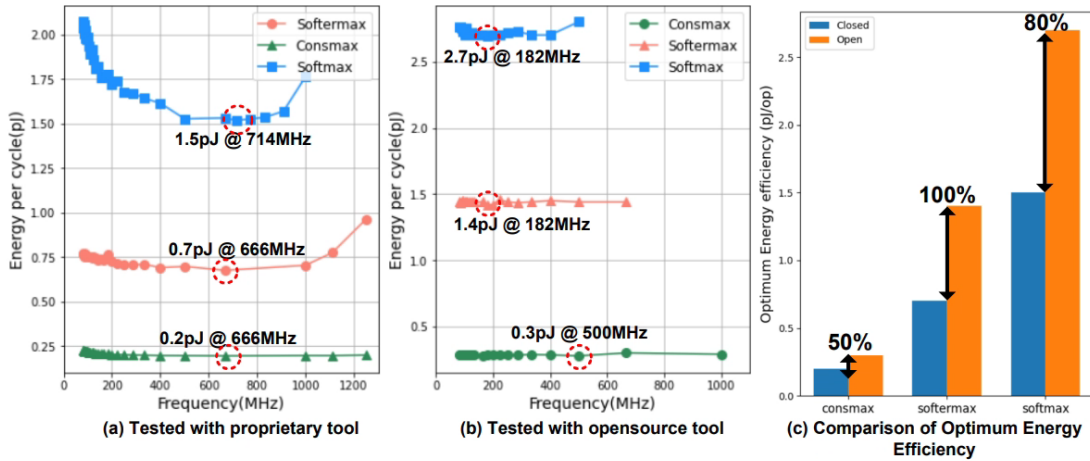 Energy per cycle(pJ)
2.00
1.75
1.50
1.25
1.00
0.75
0.50
0.25
Softermax
Consmax
Softmax
1.5pJ @ 714MHz
0.7pJ @ 666MHz
0.2pJ @ 666MHz
0 200 400 600 800 1000 1200
Frequency(MHz)
(a) Tested with proprietary tool
Energy per cycle(pJ)
2.5
2.0
1.5
1.0
0.5
Consmax
Softermax
Softmax
2.7pJ @ 182MHz
1.4pJ @ 182MHz
0.3pJ @ 500MHz
0 200 400 600 800 1000
Frequency(MHz)
(b) Tested with opensource tool
Optimum Energy efficiency (pJ/op)
2.5
2.0
1.5
1.0
0.5
0.0
Closed
Open
80%
100%
50%
consmax softermax softmax
(c) Comparison of Optimum Energy
Efficiency